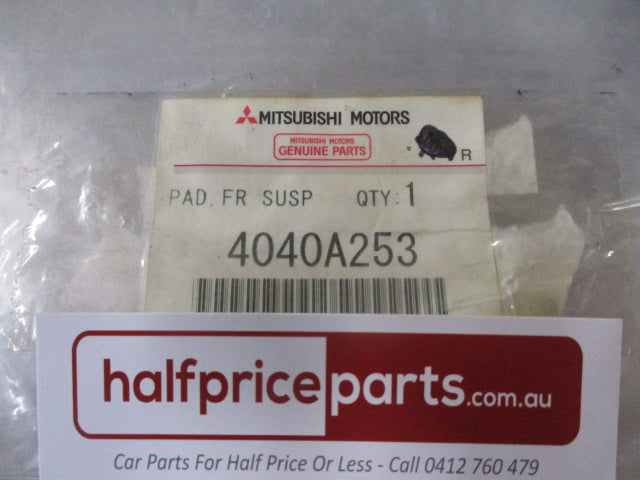 MITSUBISHI MOTORS
MITSUBISHI MOTORS
GENUINE PARTS
R
PAD, FR SUSP QTY:1
4040A253
halfpriceparts.com.au
Car Parts For Half Price Or Less - Call 0412 760 479